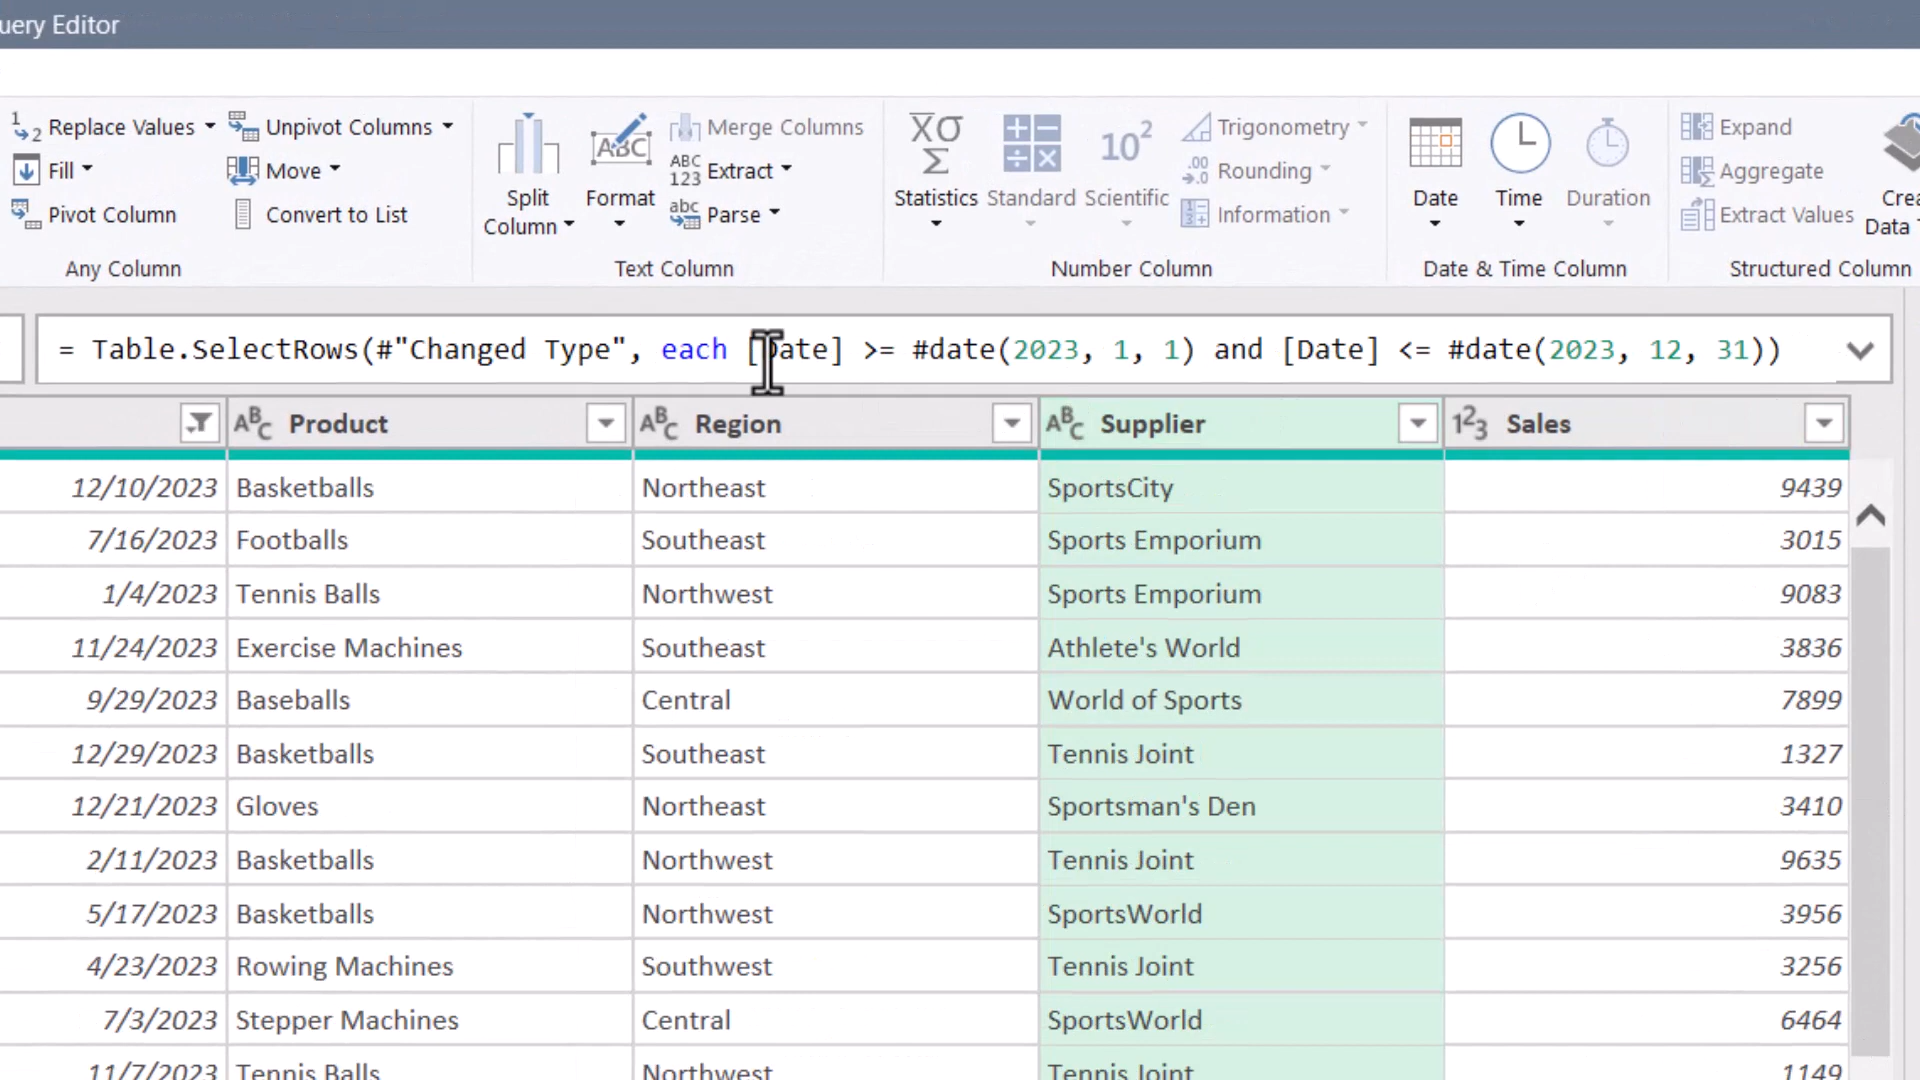 uery Editor
Replace Values
Unpivot Columns
Fill
Move
Pivot Column
Convert to List
Any Column
Split Column
Format
Merge Columns
Extract
Parse
Text Column
Statistics
Standard
Scientific
Trigonometry
Rounding
Information
Number Column
Date
Time
Duration
Date & Time Column
Expand
Aggregate
Extract Values
Crea
Data
Structured Column
= Table.SelectRows(#"Changed Type", each [Date] >= #date(2023, 1, 1) and [Date] <= #date(2023, 12, 31))
Product Region Supplier Sales
12/10/2023 Basketballs Northeast SportsCity 9439
7/16/2023 Footballs Southeast Sports Emporium 3015
1/4/2023 Tennis Balls Northwest Sports Emporium 9083
11/24/2023 Exercise Machines Southeast Athlete's World 3836
9/29/2023 Baseballs Central World of Sports 7899
12/29/2023 Basketballs Southeast Tennis Joint 1327
12/21/2023 Gloves Northeast Sportsman's Den 3410
2/11/2023 Basketballs Northwest Tennis Joint 9635
5/17/2023 Basketballs Northwest SportsWorld 3956
4/23/2023 Rowing Machines Southwest Tennis Joint 3256
7/3/2023 Stepper Machines Central SportsWorld 6464
11/7/2023 Tennis Balls Northwest Tennis Joint 1149